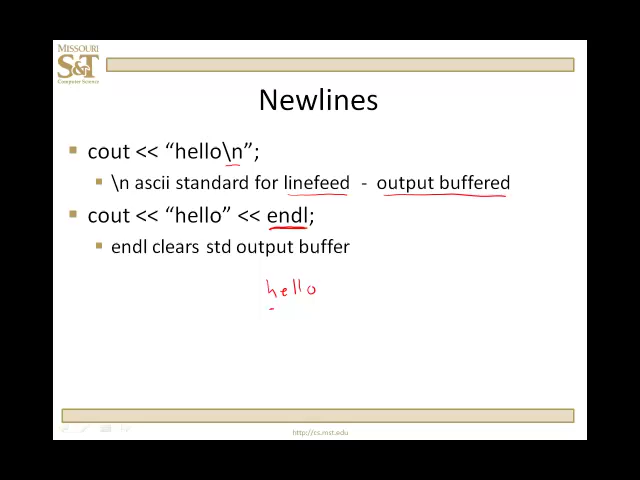 MISSOURI
S&T
Computer Science
Newlines
cout << “hello\n”;
\n ascii standard for linefeed - output buffered
cout << “hello” << endl;
endl clears std output buffer
hello
http://cs.mst.edu